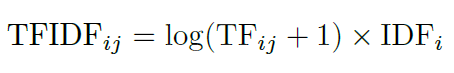 TFIDF_{ij} = log(TF_{ij} + 1) × IDF_i